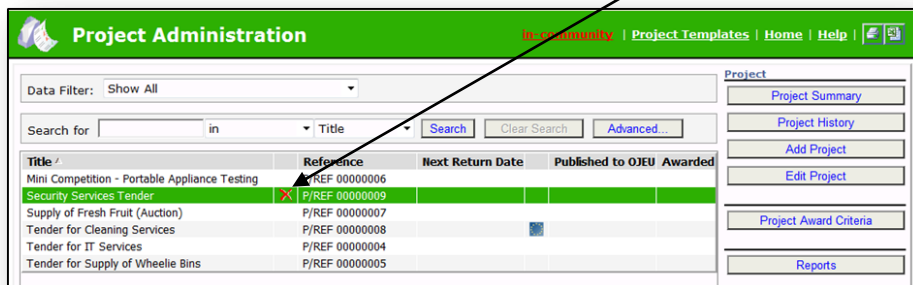 Project Administration
in-community | Project Templates | Home | Help |
Data Filter: Show All
Search for in Title Search Clear Search Advanced...
Title Reference Next Return Date Published to OJEU Awarded
Mini Competition - Portable Appliance Testing P/REF 00000006
Security Services Tender P/REF 00000009
Supply of Fresh Fruit (Auction) P/REF 00000007
Tender for Cleaning Services P/REF 00000008
Tender for IT Services P/REF 00000004
Tender for Supply of Wheelie Bins P/REF 00000005
Project
Project Summary
Project History
Add Project
Edit Project
Project Award Criteria
Reports